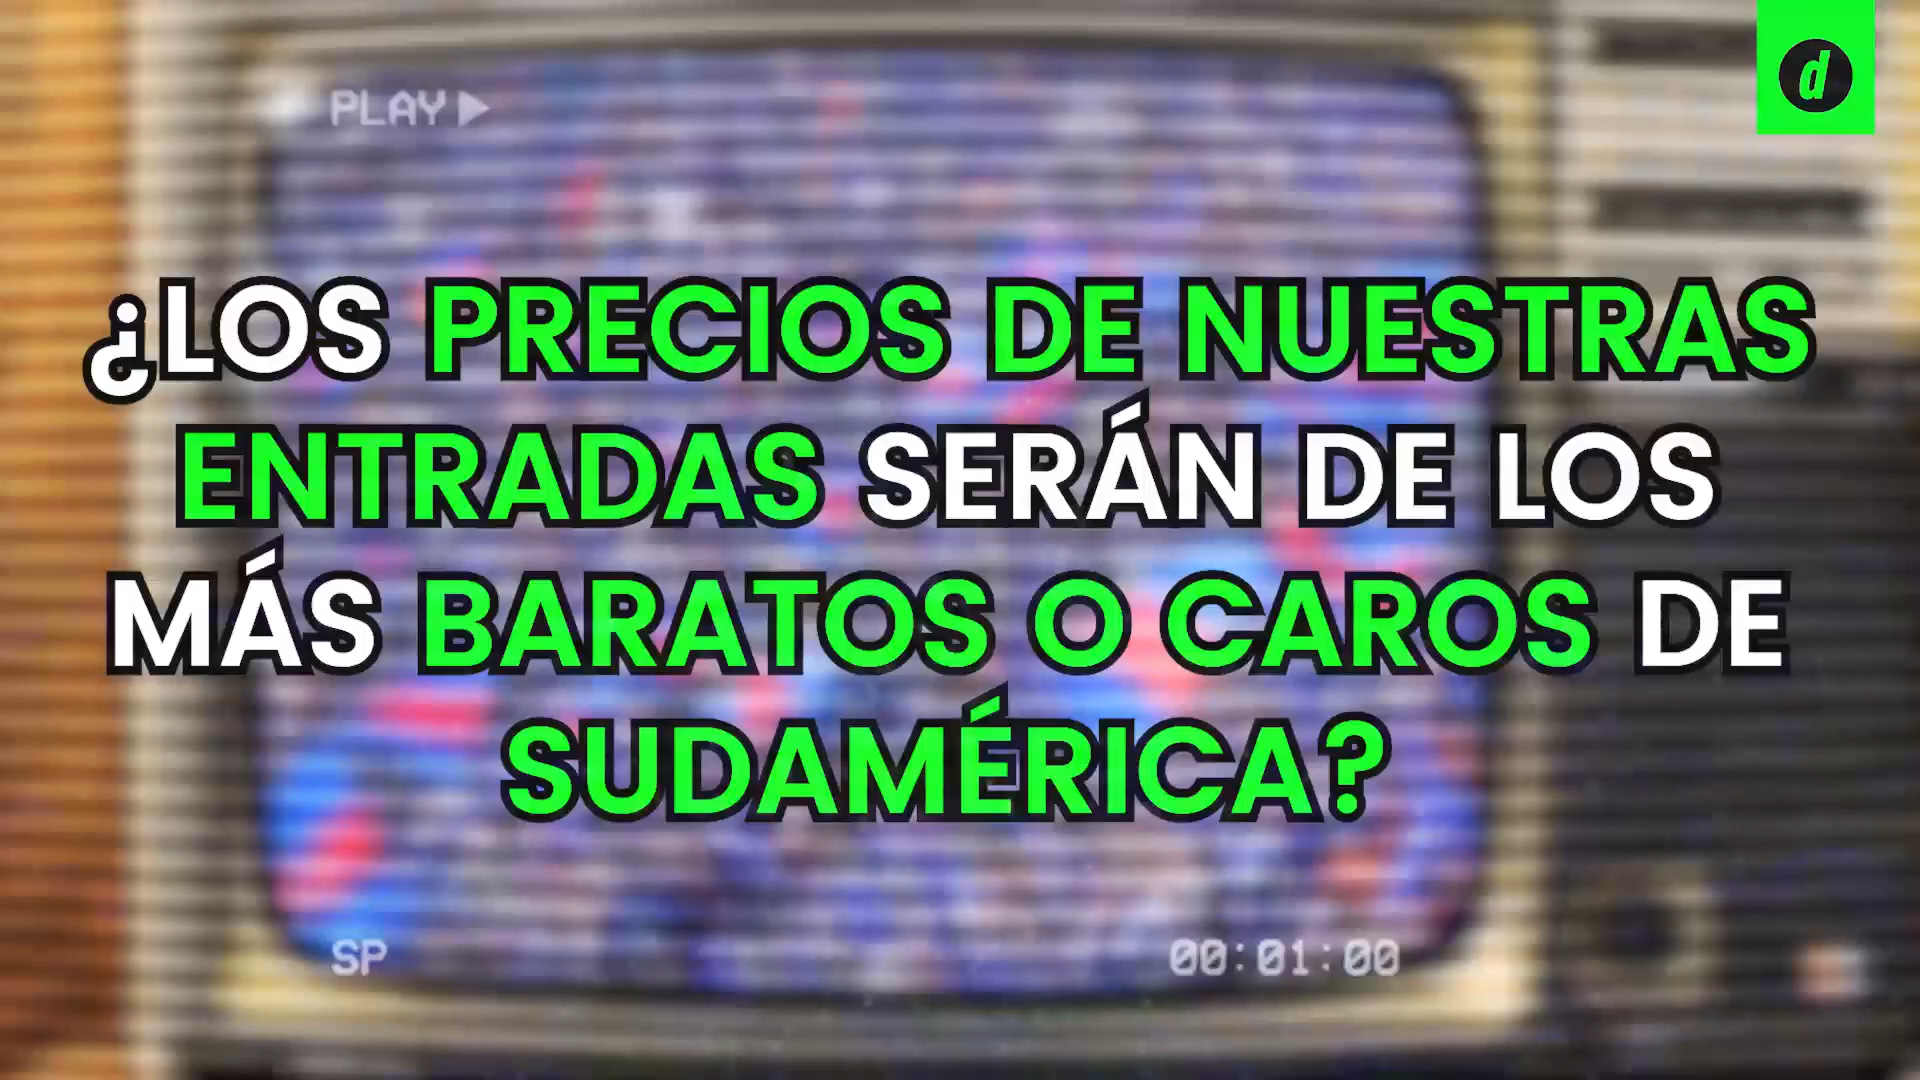 d
PLAY
¿LOS PRECIOS DE NUESTRAS
ENTRADAS SERÁN DE LOS
MÁS BARATOS O CAROS DE
SUDAMÉRICA?
SP
00:01:00